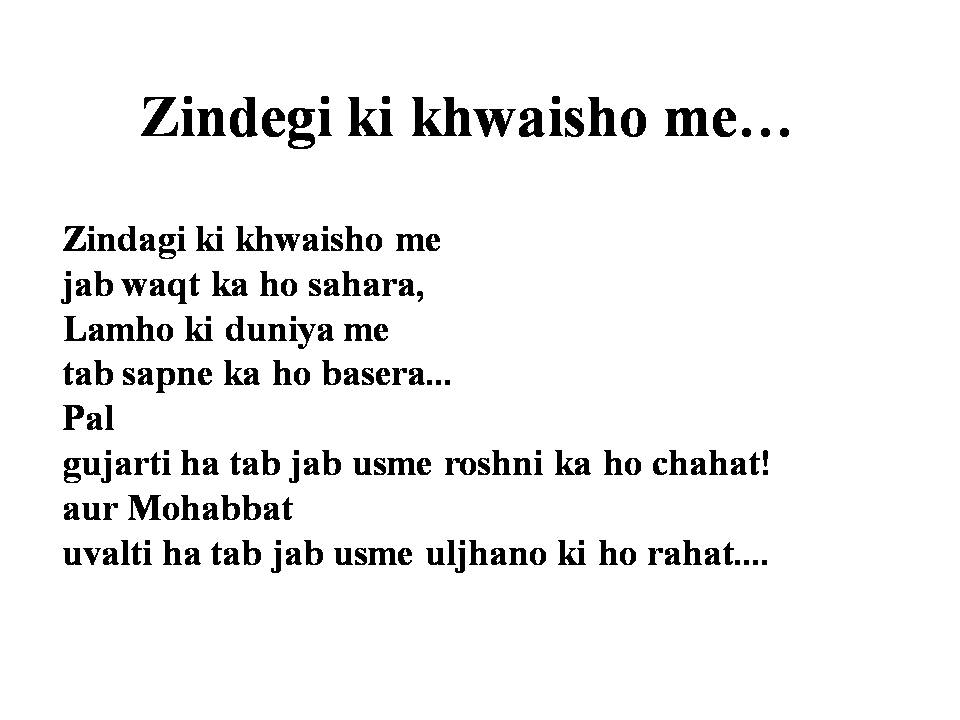 Zindegi ki khwaisho me…
Zindagi ki khwaisho me
jab waqt ka ho sahara,
Lamho ki duniya me
tab sapne ka ho basera...
Pal
gujarti ha tab jab usme roshni ka ho chahat!
aur Mohabbat
uvalti ha tab jab usme uljhano ki ho rahat....